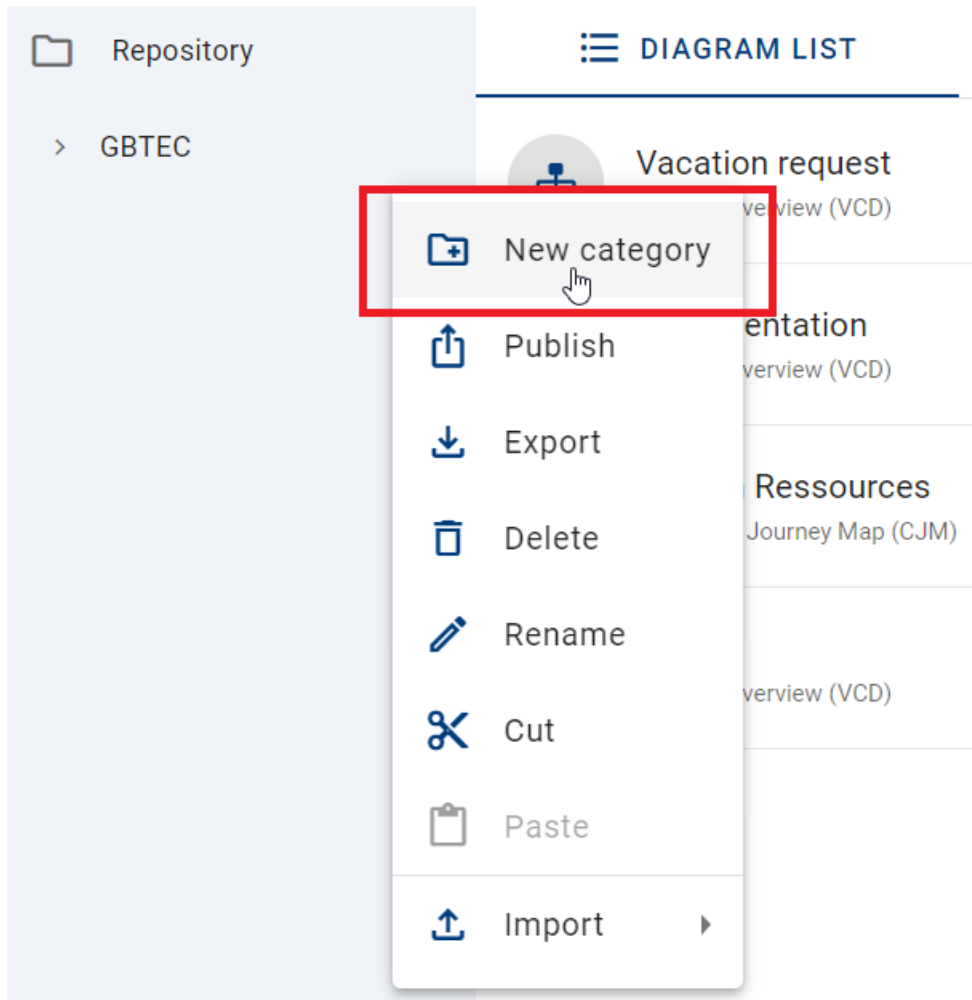 Repository
DIAGRAM LIST
GBTEC
Vacation request
verview (VCD)
New category
entation
verview (VCD)
Publish
Export
Ressources
Journey Map (CJM)
Delete
Rename
verview (VCD)
Cut
Paste
Import